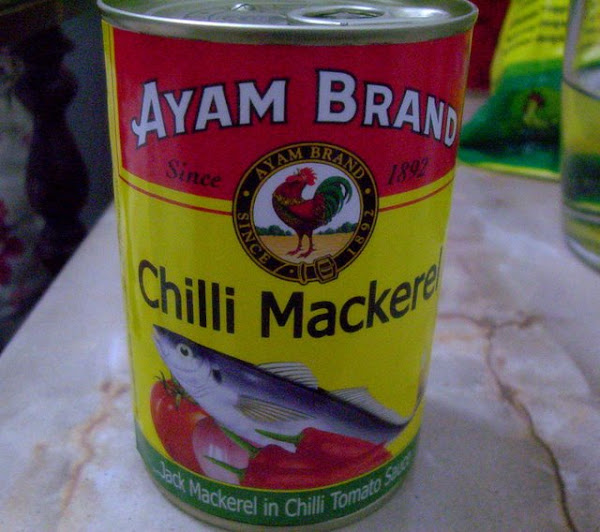 AYAM BRAND
Since 1892
AYAM BRAND
SINCE 1892
Chilli Mackerel
Jack Mackerel in Chilli Tomato Sauce